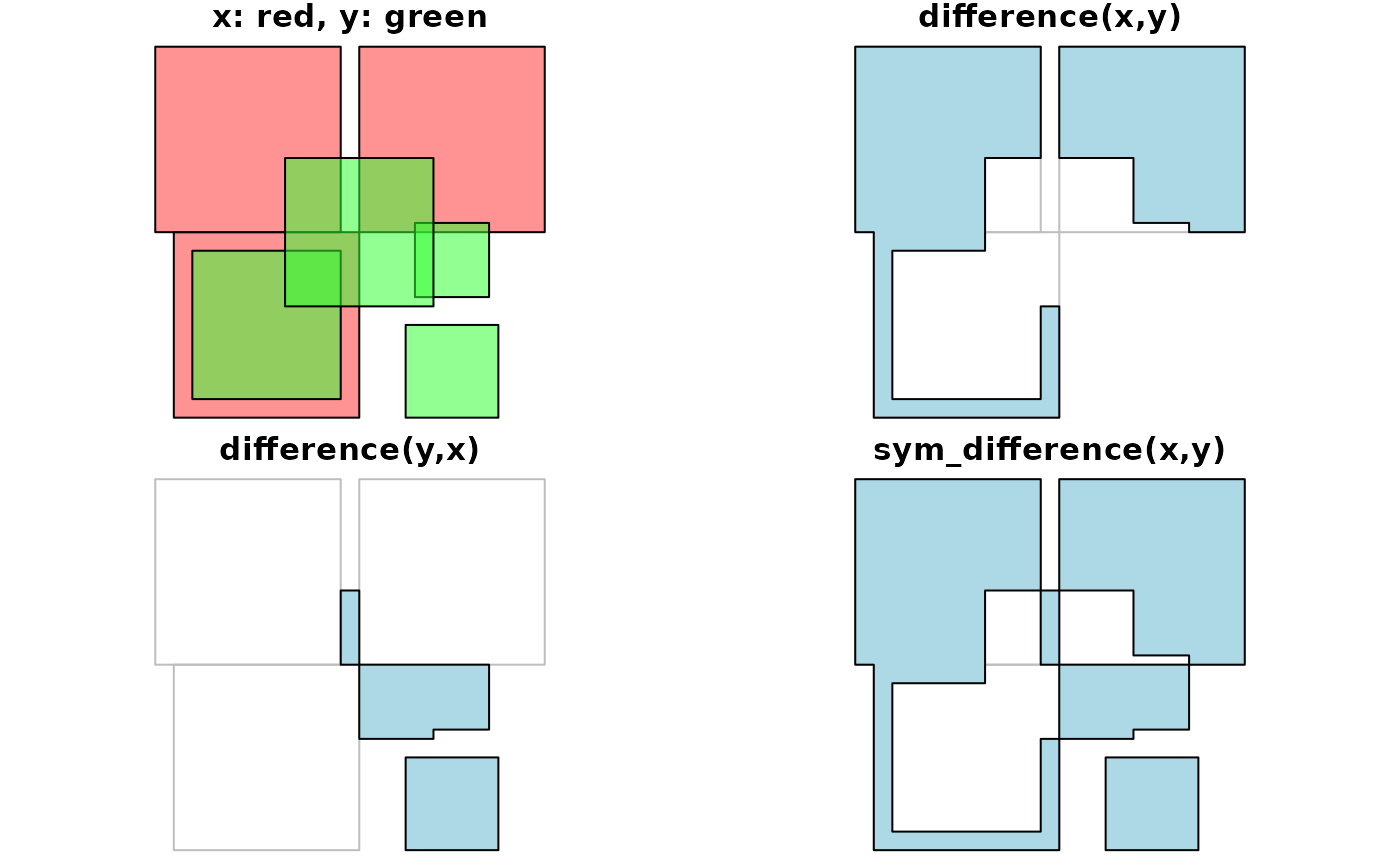 x: red, y: green
difference(x,y)
difference(y,x)
sym_difference(x,y)